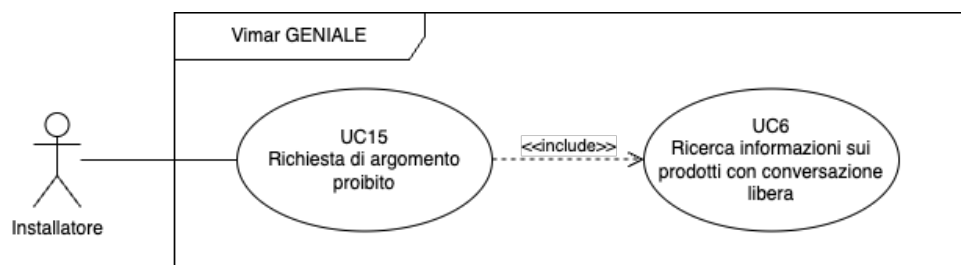 Vimar GENIALE
UC15
Richiesta di argomento
proibito
<<include>>
UC6
Ricerca informazioni sui
prodotti con conversazione
libera
Installatore